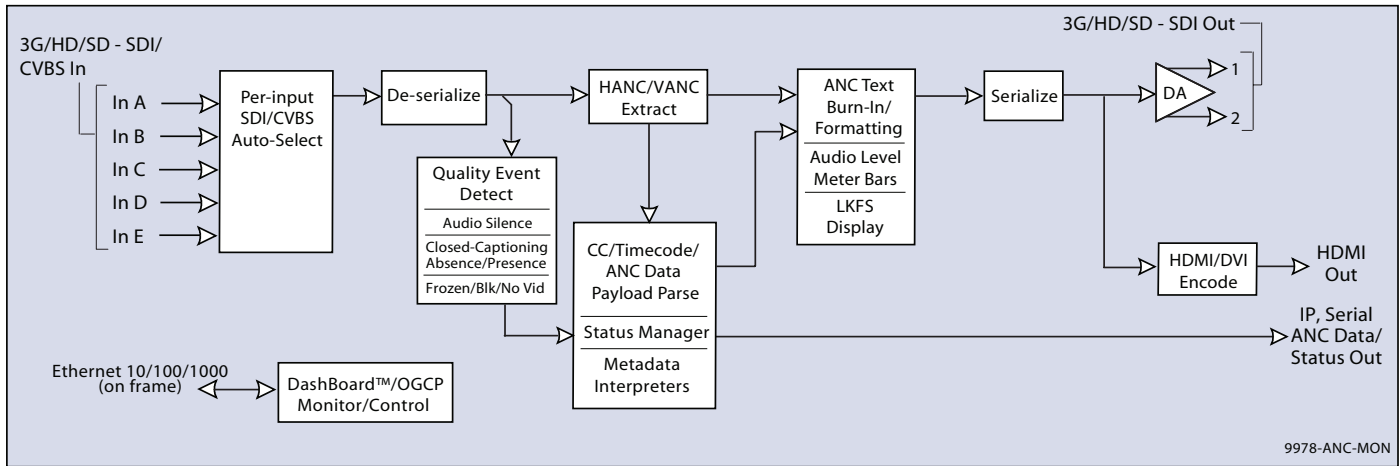 3G/HD/SD - SDI/
CVBS In
In A
In B
In C
In D
In E
Per-input
SDI/CVBS
Auto-Select
De-serialize
Quality Event
Detect
Audio Silence
Closed-Captioning
Absence/Presence
Frozen/Blk/No Vid
HANC/VANC
Extract
CC/Timecode/
ANC Data
Payload Parse
Status Manager
Metadada
Interpreters
ANC Text
Burn-In/
Formatting
Audio Level
Meter Bars
LKFS
Display
Serialize
3G/HD/SD - SDI Out
DA
1
2
HDMI/DVI
Encode
HDMI
Out
IP, Serial
ANC Data/
Status Out
Ethernet 10/100/1000
(on frame)
DashBoard™/OGCP
Monitor/Control
9978-ANC-MON